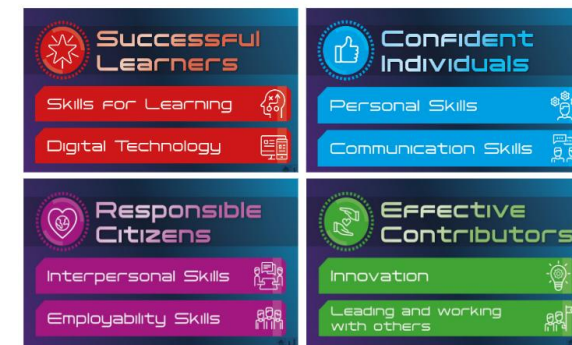 Successful
Learners
Skills for Learning
Digital Technology
Confident
Individuals
Personal Skills
Communication Skills
Responsible
Citizens
Interpersonal Skills
Employability Skills
Effective
Contributors
Innovation
Leading and working
with others